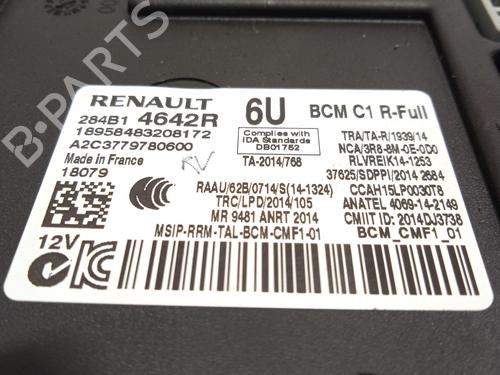 RENAULT
284B1 4642R
18958483208172
A2C3779780600
Made in France
18079
RV
6U
BCM C1 R-Full
Complies with
IDA Standards
DB01752
TA-2014/768
TRA/TA-R/1939/14
NCA/3R8-8M-0E-0D0
RLVREIK14-1253
37625/SDPPI/2014 2684
CCAH15LP0030T8
ANATEL 4069-14-2149
CMIIT ID: 2014DJ3738
BCM_CMF1_01
RAAU/62B/0714/S(14-1324)
TRC/LPD/2014/105
MR 9481 ANRT 2014
MSIP-RRM-TAL-BCM-CMF1-01
12V
B-PARTS